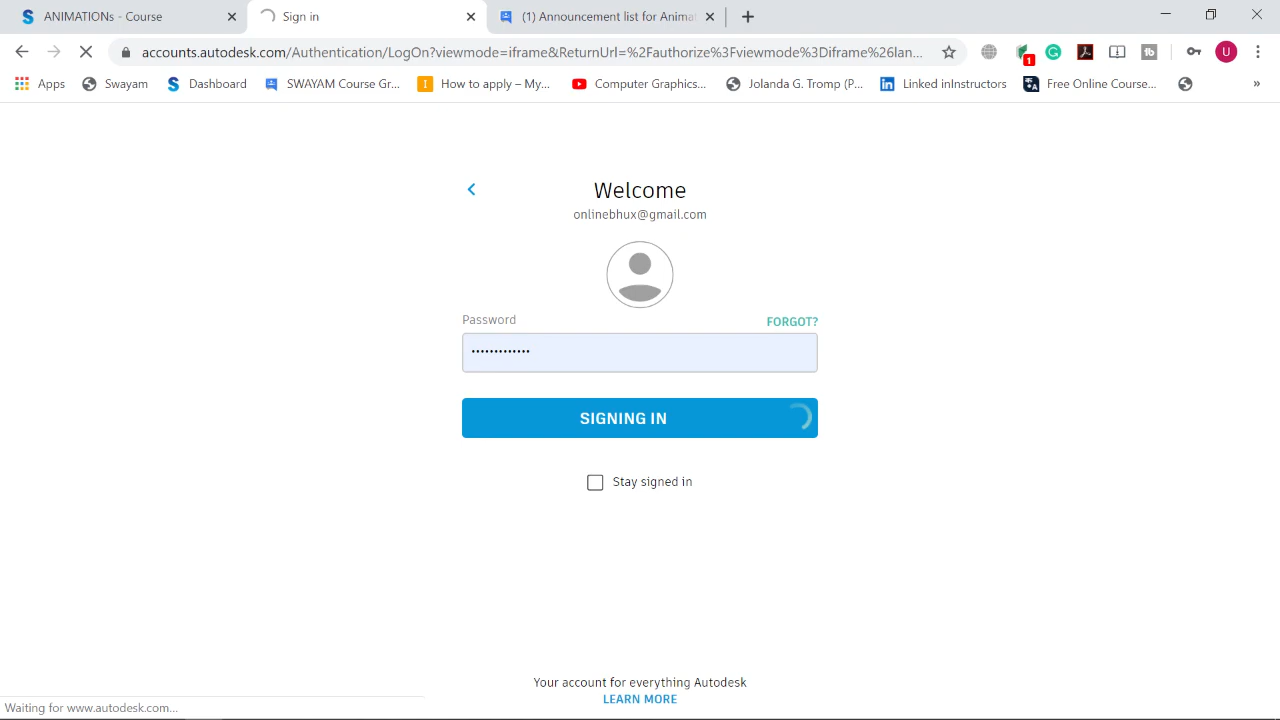 ANIMATIONs - Course
Sign in
(1) Announcement list for Animat
accounts.autodesk.com/Authentication/LogOn?viewmode=iframe&ReturnUrl=%2Fauthorize%3Fviewmode%3Diframe%26lan...
1
U
Apps
Swayam
Dashboard
SWAYAM Course Gr...
How to apply – My...
Computer Graphics...
Jolanda G. Tromp (P...
Linked inInstructors
Free Online Course...
»
Welcome
onlinebhux@gmail.com
Password
FORGOT?
•••••••••••••
SIGNING IN
Stay signed in
Your account for everything Autodesk
LEARN MORE
Waiting for www.autodesk.com...